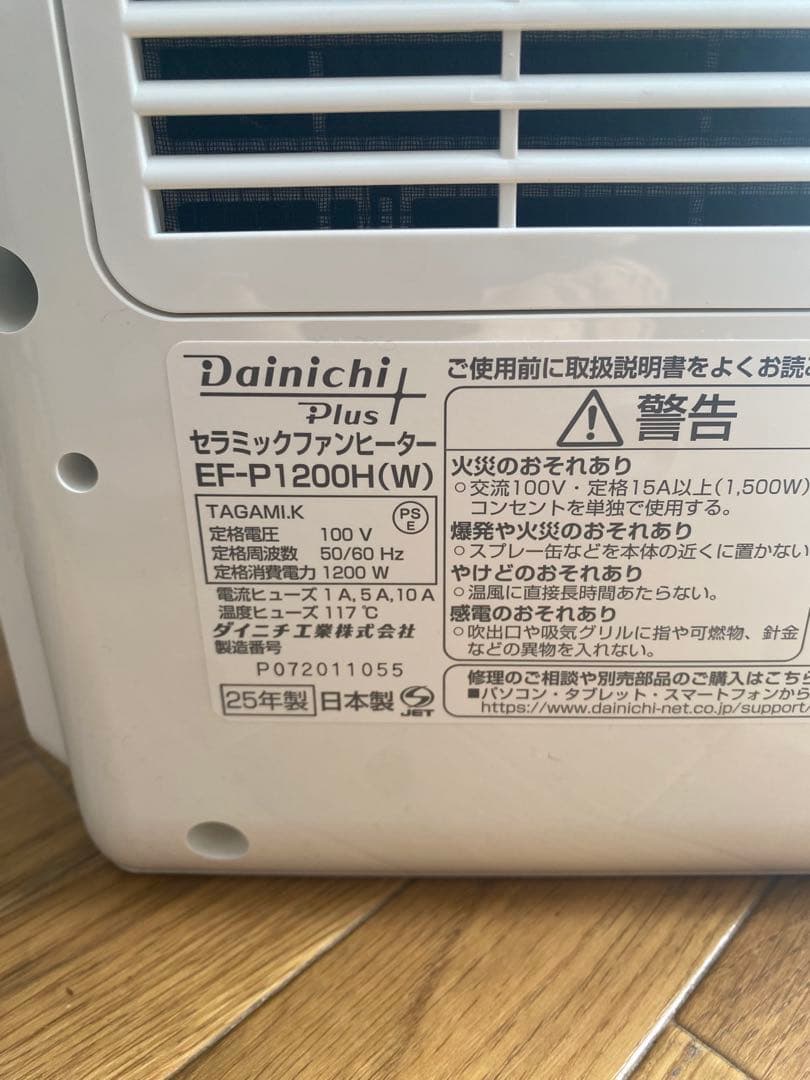 Dainichi
Plus
セラミックファンヒーター
EF-P1200H(W)
TAGAMI.K
PS
E
定格電圧 100 V
定格周波数 50/60 Hz
定格消費電力 1200 W
電流ヒューズ 1 A, 5 A, 10 A
温度ヒューズ 117 ℃
ダイニチ工業株式会社
製造番号
P072011055
25年製 日本製
JET
ご使用前に取扱説明書をよくお読
警告
火災のおそれあり
○交流100V・定格15A以上(1,500W)
コンセントを単独で使用する。
爆発や火災のおそれあり
○スプレー缶などを本体の近くに置かない
やけどのおそれあり
○温風に直接長時間あたらない。
感電のおそれあり
○吹出口や吸気グリルに指や可燃物、針金
などの異物を入れない。
修理のご相談や別売部品のご購入はこちら
■パソコン・タブレット・スマートフォンから
https://www.dainichi-net.co.jp/support/